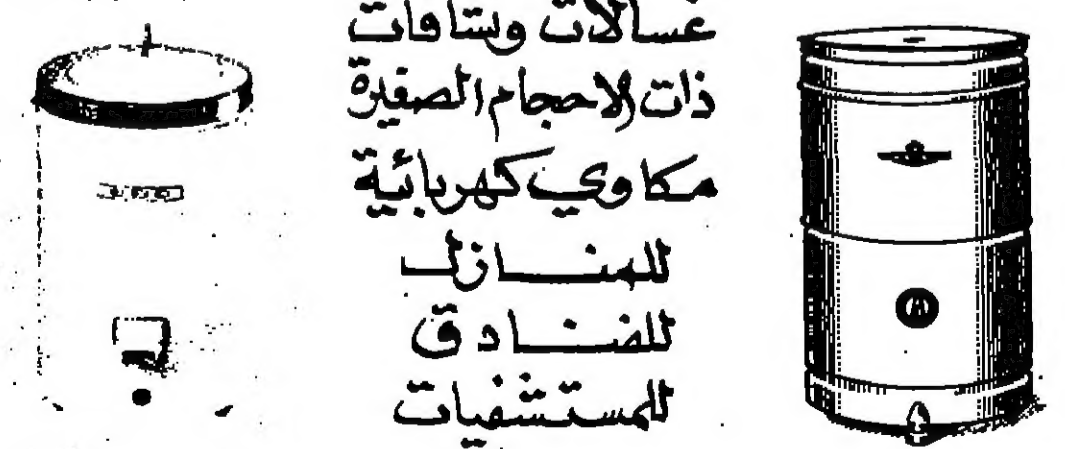 غسالات ونشافات
ذات الاحجام الصغيرة
مكاوي كهربائية
للمنازل
للفنادق
للمستشفيات